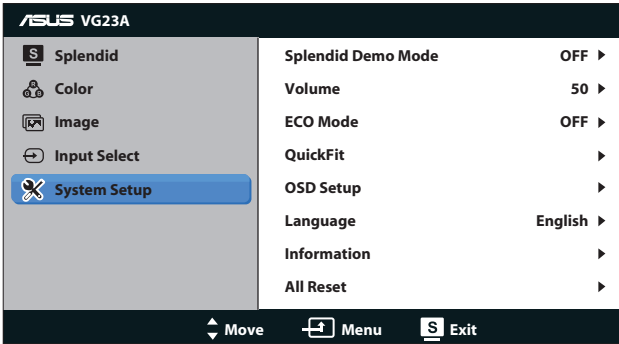 ASUS VG23A
S Splendid
Color
Image
Input Select
System Setup
Splendid Demo Mode OFF
Volume 50
ECO Mode OFF
QuickFit
OSD Setup
Language English
Information
All Reset
Move Menu S Exit